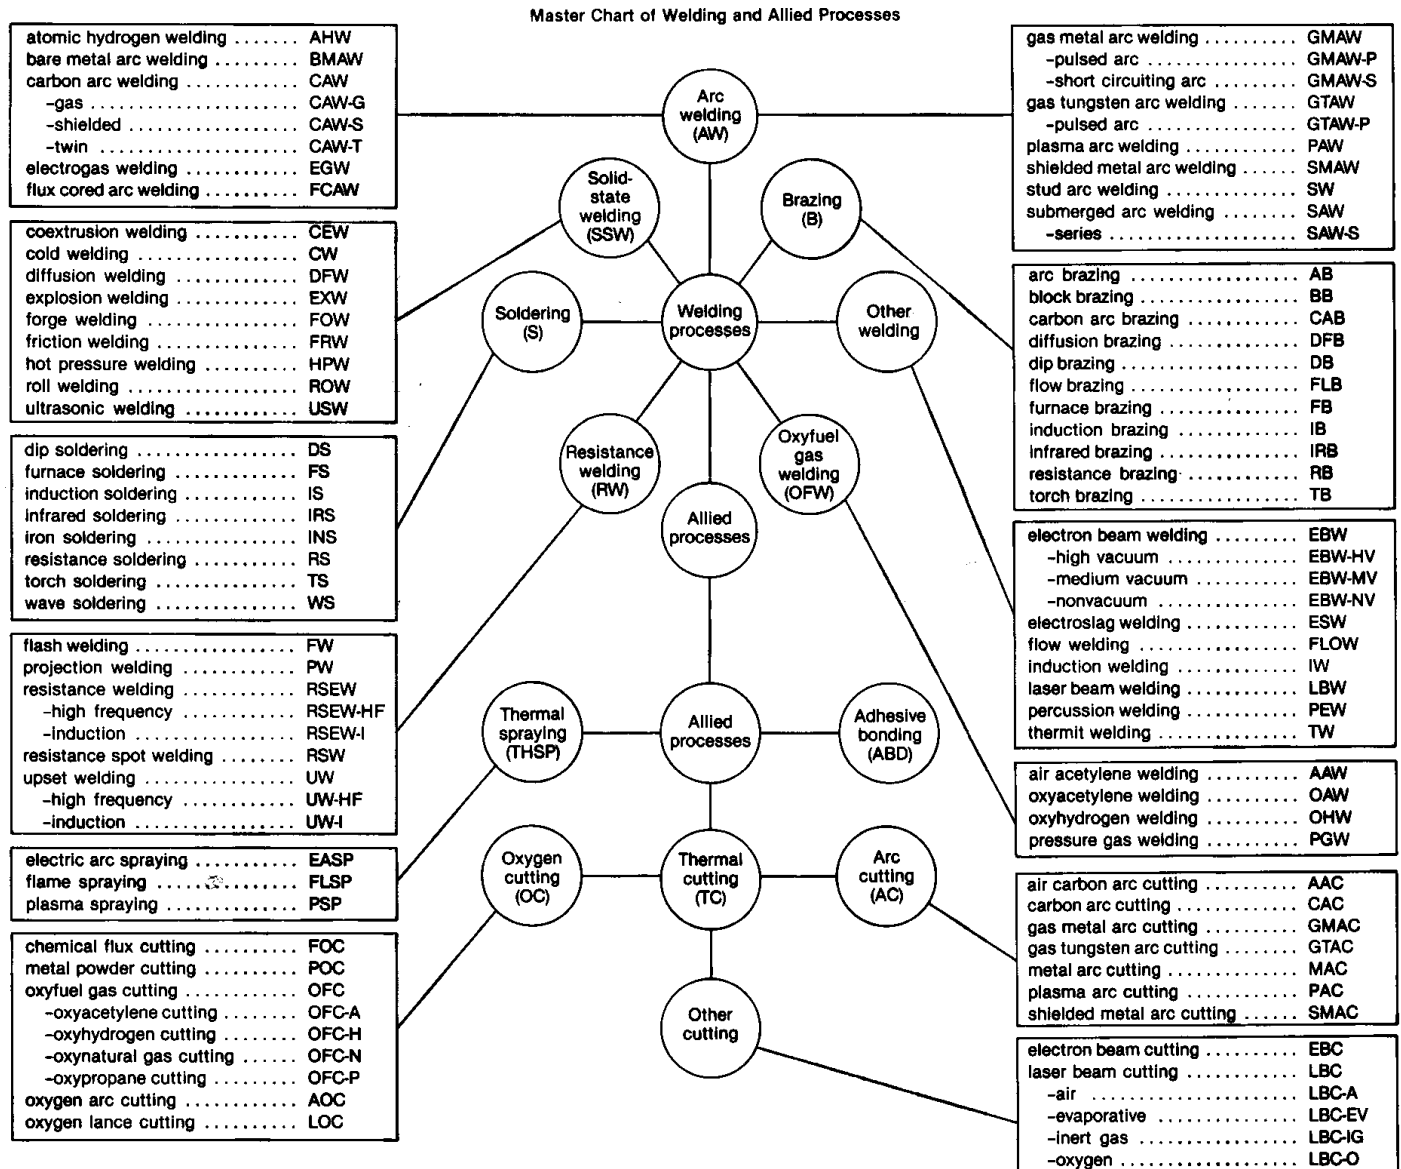 Master Chart of Welding and Allied Processes
atomic hydrogen welding ....... AHW
bare metal arc welding ......... BMAW
carbon arc welding ............ CAW
–gas ..................... CAW-G
–shielded ................. CAW-S
–twin ..................... CAW-T
electrogas welding ............ EGW
flux cored arc welding .......... FCAW
coextrusion welding ........... CEW
cold welding .................. CW
diffusion welding .............. DFW
explosion welding ............. EXW
forge welding ................. FOW
friction welding ............... FRW
hot pressure welding .......... HPW
roll welding ................... ROW
ultrasonic welding ............. USW
dip soldering ................. DS
furnace soldering ............. FS
induction soldering ............ IS
infrared soldering ............. IRS
iron soldering ................ INS
resistance soldering ........... RS
torch soldering ............... TS
wave soldering ............... WS
flash welding ................. FW
projection welding ............. PW
resistance welding ............ RSEW
–high frequency ............ RSEW-HF
–induction ................. RSEW-I
resistance spot welding ....... RSW
upset welding ................ UW
–high frequency ............ UW-HF
–induction ................. UW-I
electric arc spraying ........... EASP
flame spraying ............... FLSP
plasma spraying .............. PSP
chemical flux cutting .......... FOC
metal powder cutting .......... POC
oxyfuel gas cutting ............ OFC
–oxyacetylene cutting ....... OFC-A
–oxyhydrogen cutting ....... OFC-H
–oxynatural gas cutting ...... OFC-N
–oxypropane cutting ........ OFC-P
oxygen arc cutting ............ AOC
oxygen lance cutting .......... LOC
Arc
welding
(AW)
Solid-
state
welding
(SSW)
Brazing
(B)
Soldering
(S)
Welding
processes
Other
welding
Resistance
welding
(RW)
Oxyfuel
gas
welding
(OFW)
Allied
processes
Thermal
spraying
(THSP)
Allied
processes
Adhesive
bonding
(ABD)
Oxygen
cutting
(OC)
Thermal
cutting
(TC)
Arc
cutting
(AC)
Other
cutting
gas metal arc welding .......... GMAW
–pulsed arc ............... GMAW-P
–short circuiting arc ......... GMAW-S
gas tungsten arc welding ....... GTAW
–pulsed arc ............... GTAW-P
plasma arc welding ............ PAW
shielded metal arc welding ..... SMAW
stud arc welding .............. SW
submerged arc welding ........ SAW
–series ................... SAW-S
arc brazing ................... AB
block brazing ................. BB
carbon arc brazing ............ CAB
diffusion brazing .............. DFB
dip brazing ................... DB
flow brazing .................. FLB
furnace brazing ............... FB
induction brazing ............. IB
infrared brazing ............... IRB
resistance brazing ............ RB
torch brazing ................. TB
electron beam welding ......... EBW
–high vacuum ............. EBW-HV
–medium vacuum .......... EBW-MV
–nonvacuum .............. EBW-NV
electroslag welding ............ ESW
flow welding .................. FLOW
induction welding ............. IW
laser beam welding ............ LBW
percussion welding ............ PEW
thermit welding ............... TW
air acetylene welding .......... AAW
oxyacetylene welding .......... OAW
oxyhydrogen welding .......... OHW
pressure gas welding .......... PGW
air carbon arc cutting .......... AAC
carbon arc cutting ............. CAC
gas metal arc cutting .......... GMAC
gas tungsten arc cutting ....... GTAC
metal arc cutting .............. MAC
plasma arc cutting ............ PAC
shielded metal arc cutting ..... SMAC
electron beam cutting .......... EBC
laser beam cutting ............ LBC
–air ...................... LBC-A
–evaporative .............. LBC-EV
–inert gas ................ LBC-IG
–oxygen .................. LBC-O